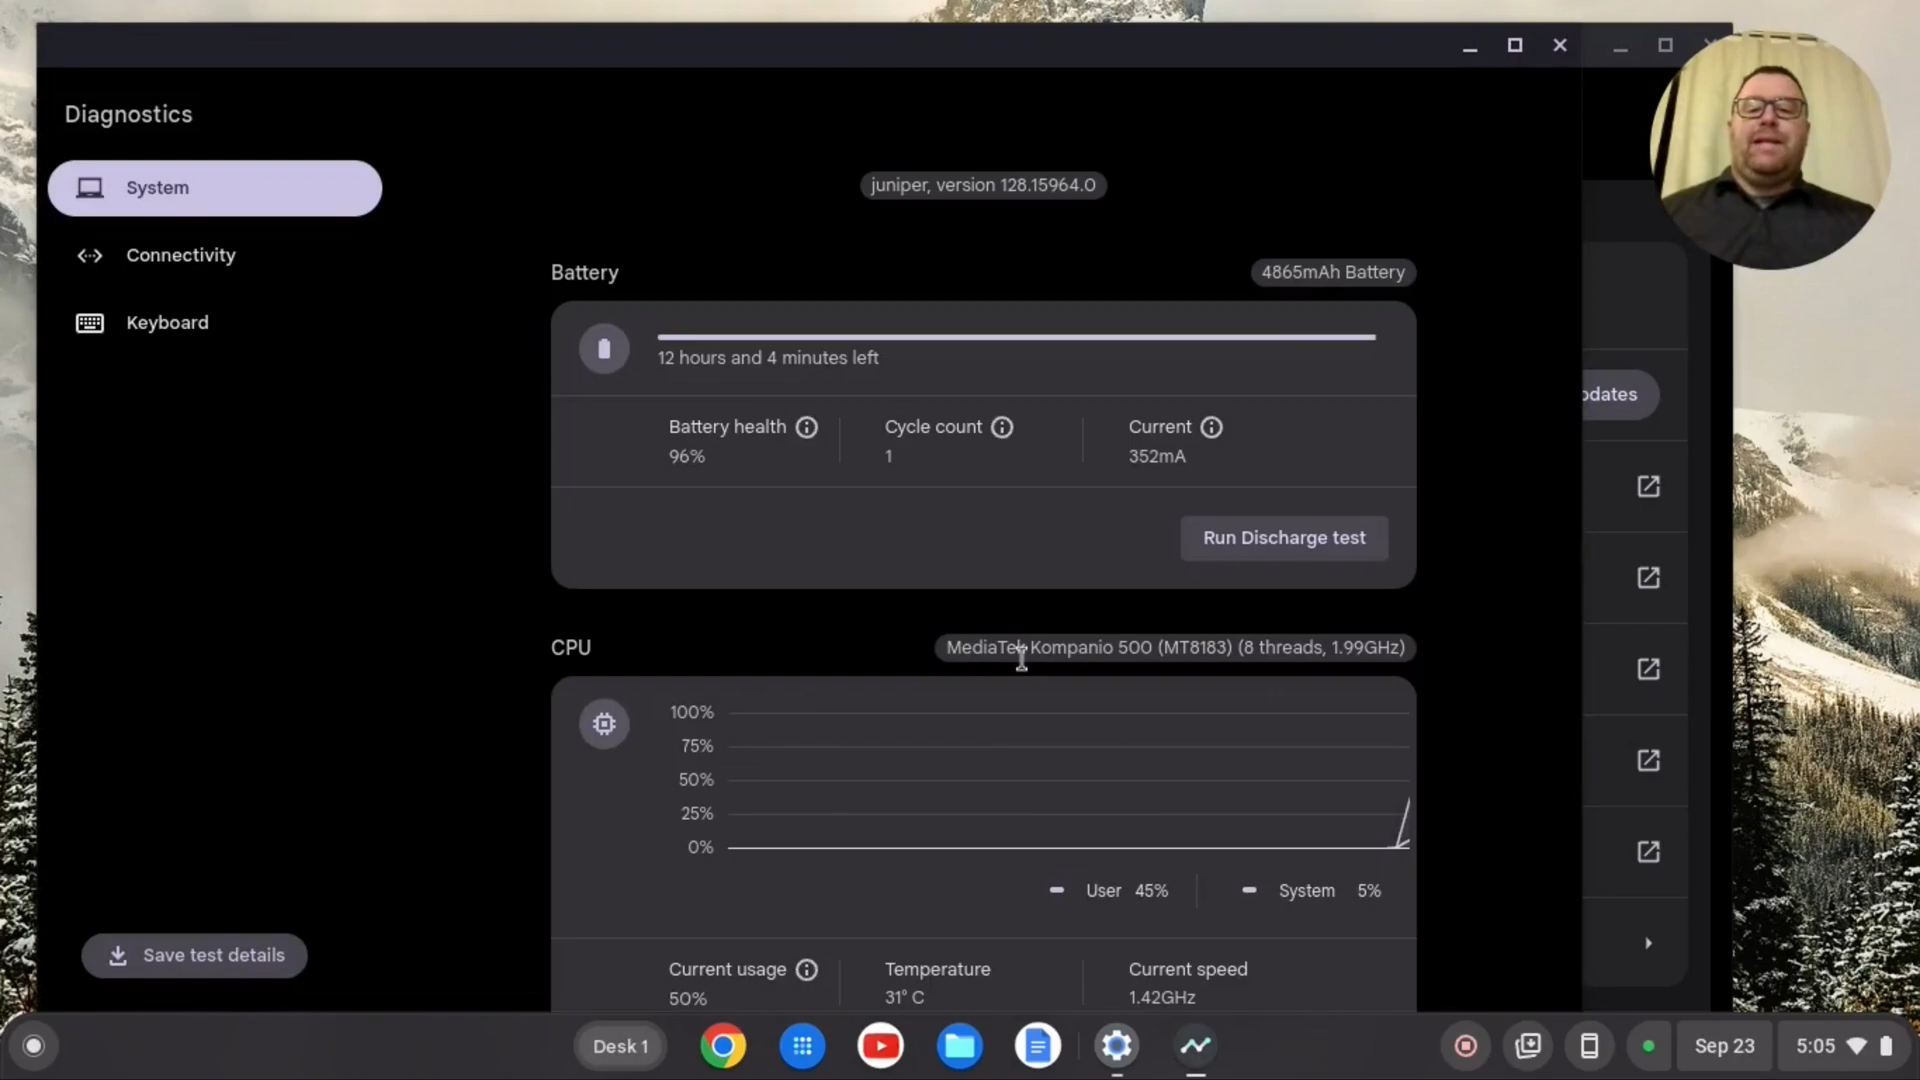 Diagnostics
System
Connectivity
Keyboard
juniper, version 128.15964.0
Battery
4865mAh Battery
12 hours and 4 minutes left
Battery health
Cycle count
Current
96%
1
352mA
Run Discharge test
CPU
MediaTek Kompanio 500 (MT8183) (8 threads, 1.99GHz)
100%
75%
50%
25%
0%
User 45%
System 5%
Current usage
Temperature
Current speed
50%
31° C
1.42GHz
Save test details
pdates
Desk 1
Sep 23
5:05